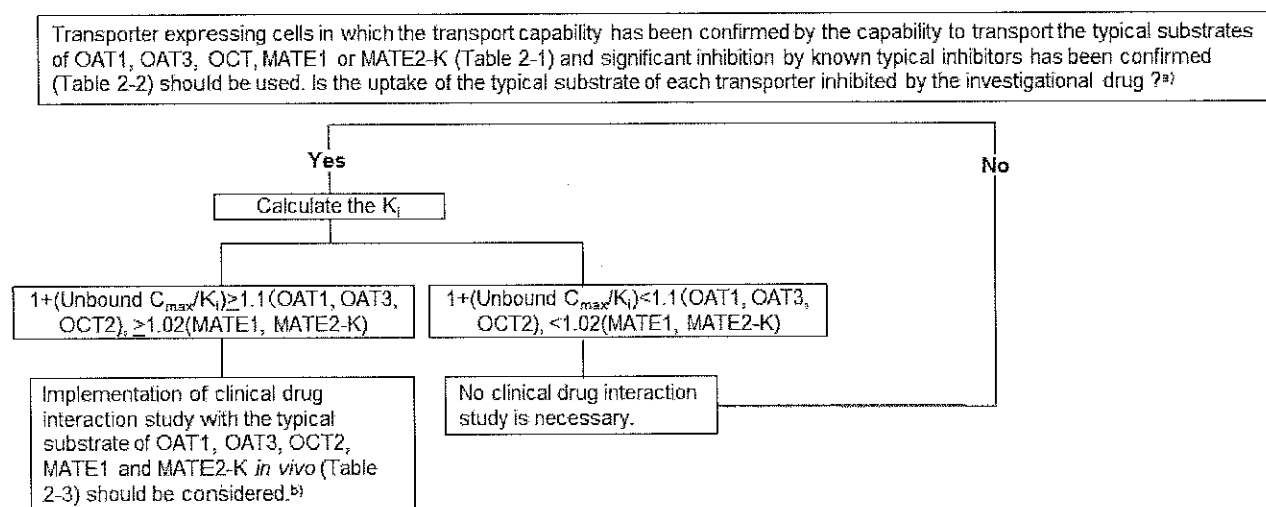 Transporter expressing cells in which the transport capability has been confirmed by the capability to transport the typical substrates
of OAT1, OAT3, OCT, MATE1 or MATE2-K (Table 2-1) and significant inhibition by known typical inhibitors has been confirmed
(Table 2-2) should be used. Is the uptake of the typical substrate of each transporter inhibited by the investigational drug ?a)
Yes
No
Calculate the Ki
1+(Unbound Cmax/Ki)≥1.1(OAT1, OAT3,
OCT2), ≥1.02(MATE1, MATE2-K)
1+(Unbound Cmax/Ki)<1.1(OAT1, OAT3,
OCT2), <1.02(MATE1, MATE2-K)
Implementation of clinical drug
interaction study with the typical
substrate of OAT1, OAT3, OCT2,
MATE1 and MATE2-K in vivo (Table
2-3) should be considered.b)
No clinical drug interaction
study is necessary.